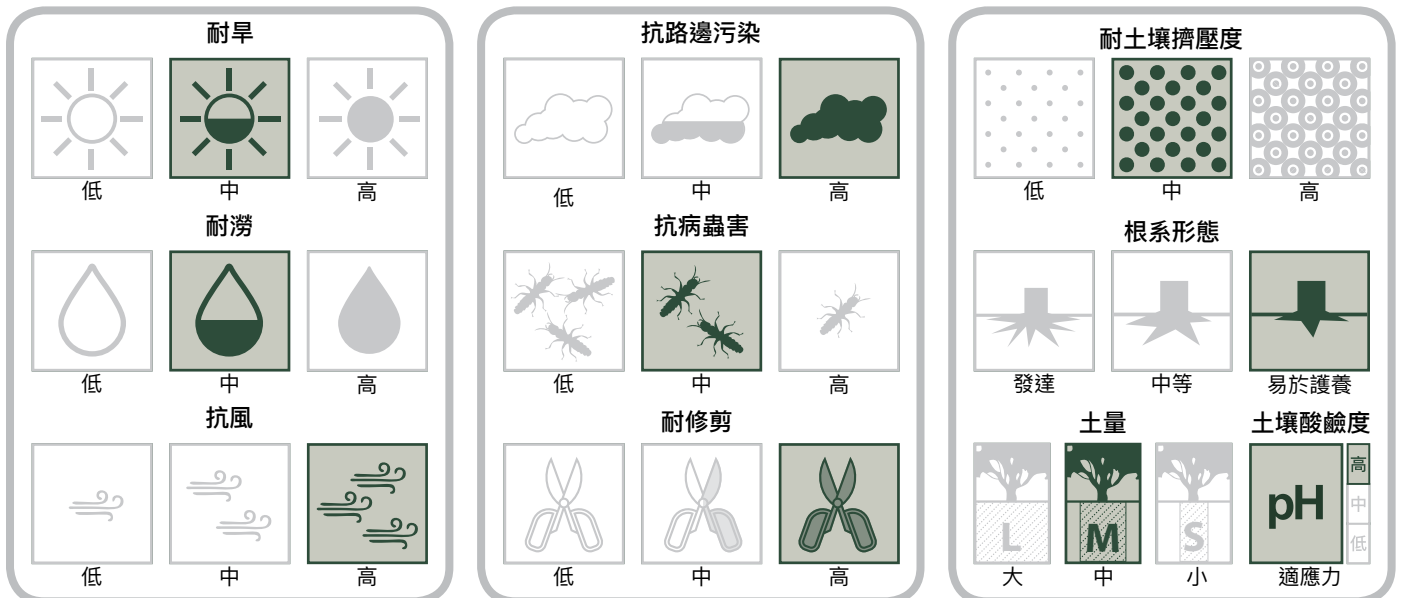 耐旱
低
中
高
耐澇
低
中
高
抗風
低
中
高
抗路邊污染
低
中
高
抗病蟲害
低
中
高
耐修剪
低
中
高
耐土壤擠壓度
低
中
高
根系形態
發達
中等
易於護養
土量
L
M
S
大
中
小
土壤酸鹼度
pH
高
中
低
適應力